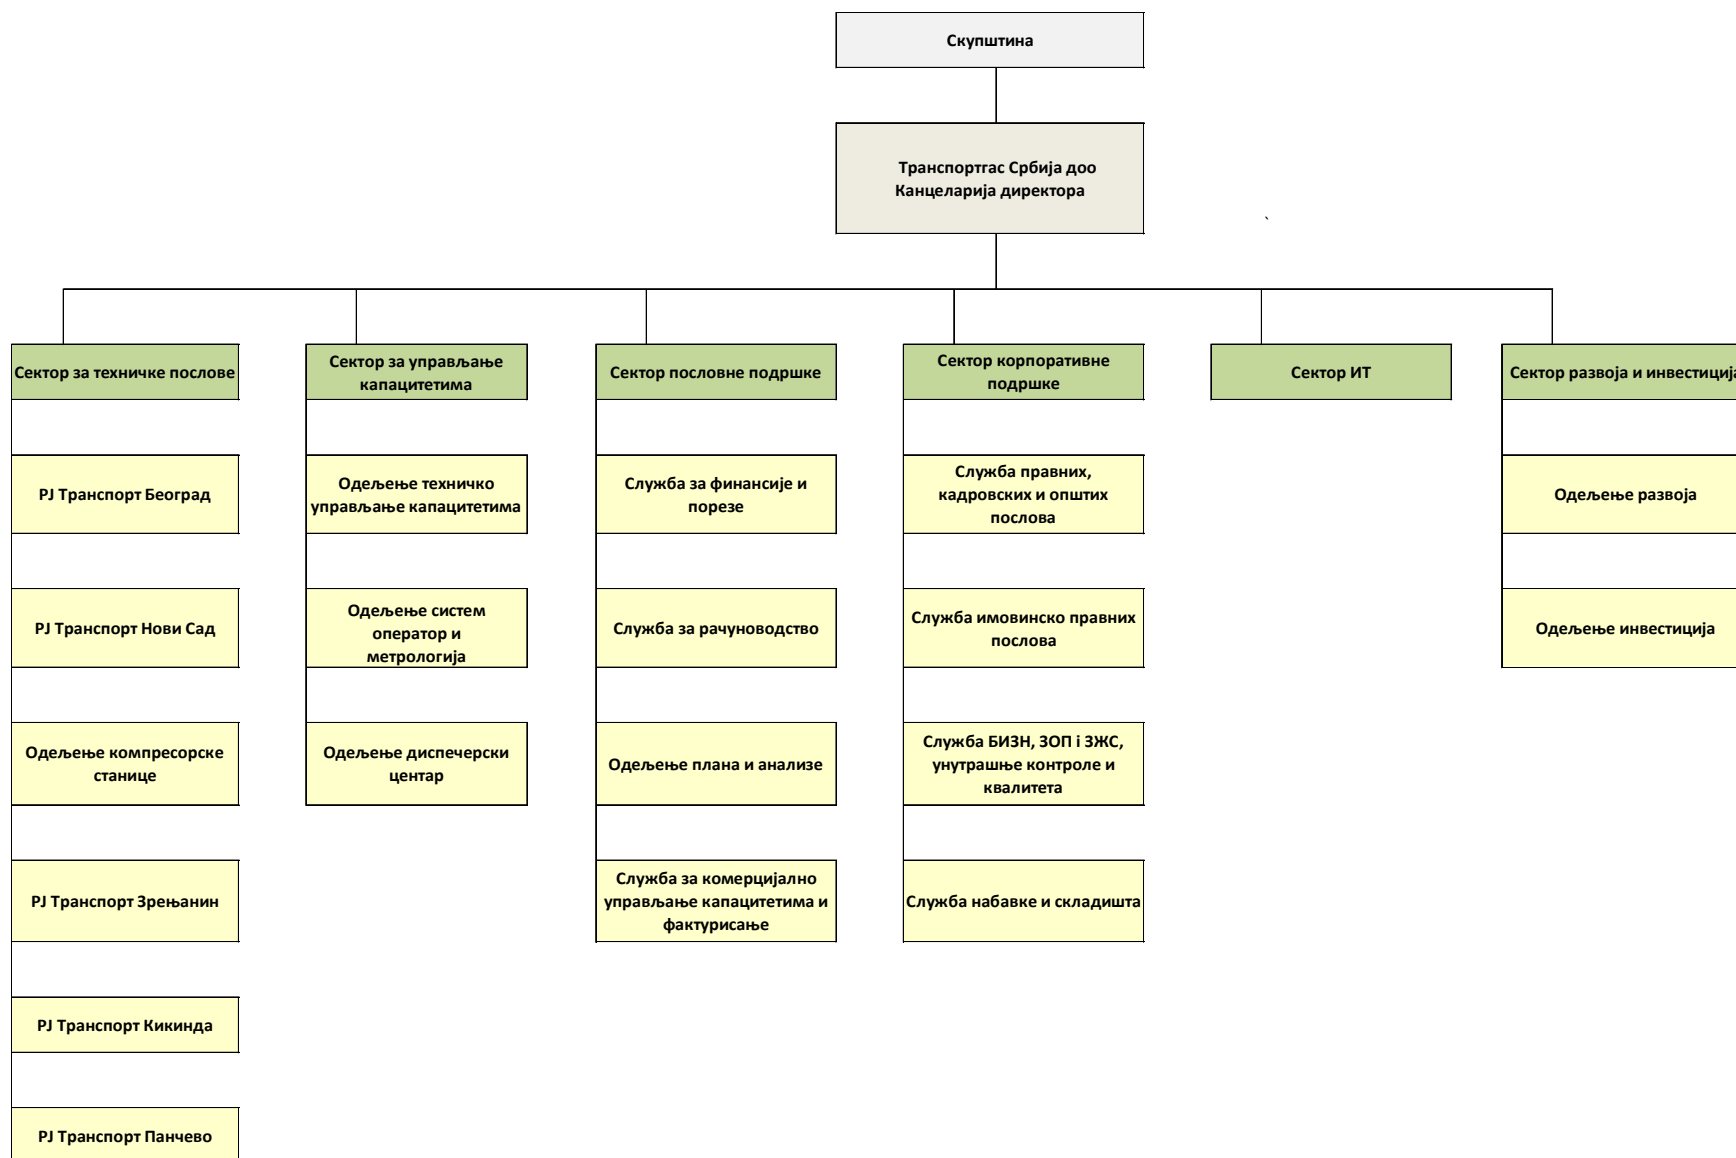 Скупштина
Транспортгас Србија доо
Канцеларија директора
`
Сектор за техничке послове
Сектор за управљање
капацитетима
Сектор пословне подршке
Сектор корпоративне
подршке
Сектор ИТ
Сектор развоја и инвестиција
РЈ Транспорт Београд
Одељење техничко
управљање капацитетима
Служба за финансије и
порезе
Служба правних,
кадровских и општих
послова
Одељење развоја
РЈ Транспорт Нови Сад
Одељење систем
оператор и
метрологија
Служба за рачуноводство
Служба имовинско правних
послова
Одељење инвестиција
Одељење компресорске
станице
Одељење диспечерски
центар
Одељење плана и анализе
Служба БИЗН, ЗОП i ЗЖС,
унутрашње контроле и
квалитета
РЈ Транспорт Зрењанин
Служба за комерцијално
управљање капацитетима и
фактурисање
Служба набавке и складишта
РЈ Транспорт Кикинда
РЈ Транспорт Панчево